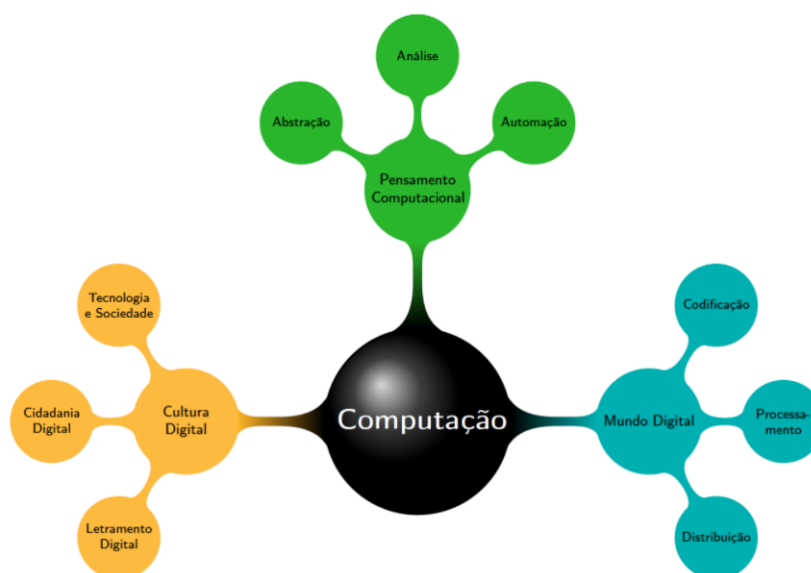 Análise
Abstração
Automação
Pensamento
Computacional
Tecnologia
e Sociedade
Codificação
Cidadania
Digital
Cultura
Digital
Computação
Mundo Digital
Processa-
mento
Letramento
Digital
Distribuição